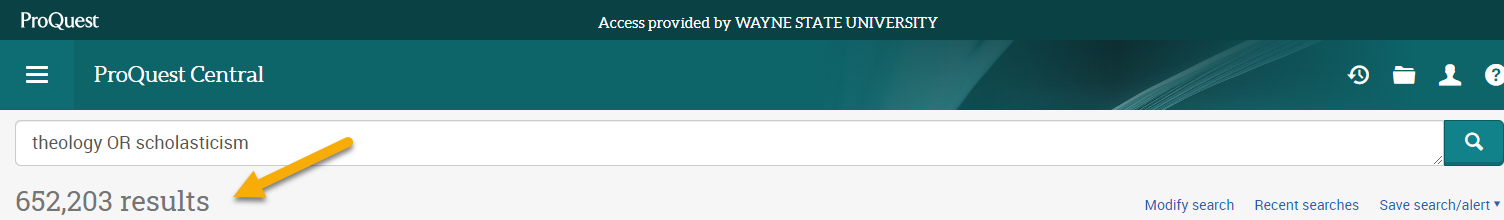 ProQuest
Access provided by WAYNE STATE UNIVERSITY
ProQuest Central
?
theology OR scholasticism
652,203 results
Modify search Recent searches Save search/alert